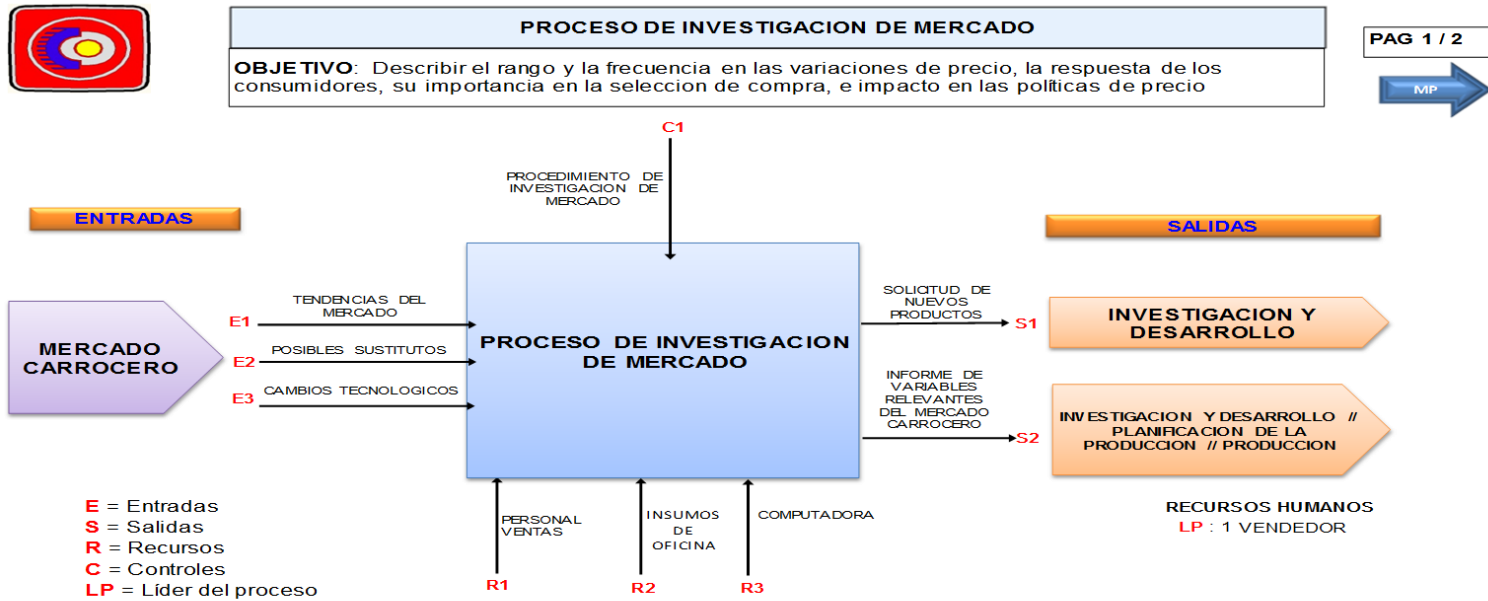 PROCESO DE INVESTIGACION DE MERCADO
PAG 1 / 2
OBJETIVO: Describir el rango y la frecuencia en las variaciones de precio, la respuesta de los
consumidores, su importancia en la seleccion de compra, e impacto en las políticas de precio
MP
C1
PROCEDIMIENTO DE
INVESTIGACION DE
MERCADO
ENTRADAS
SALIDAS
MERCADO
CARROCERO
E1
TENDENCIAS DEL
MERCADO
E2
POSIBLES SUSTITUTOS
E3
CAMBIOS TECNOLOGICOS
PROCESO DE INVESTIGACION
DE MERCADO
SOLICITUD DE
NUEVOS
PRODUCTOS
S1
INVESTIGACION Y
DESARROLLO
INFORME DE
VARIABLES
RELEVANTES
DEL MERCADO
CARROCERO
S2
INVESTIGACION Y DESARROLLO //
PLANIFICACION DE LA
PRODUCCION // PRODUCCION
E = Entradas
S = Salidas
R = Recursos
C = Controles
LP = Líder del proceso
PERSONAL
VENTAS
R1
INSUMOS
DE
OFICINA
R2
COMPUTADORA
R3
RECURSOS HUMANOS
LP : 1 VENDEDOR